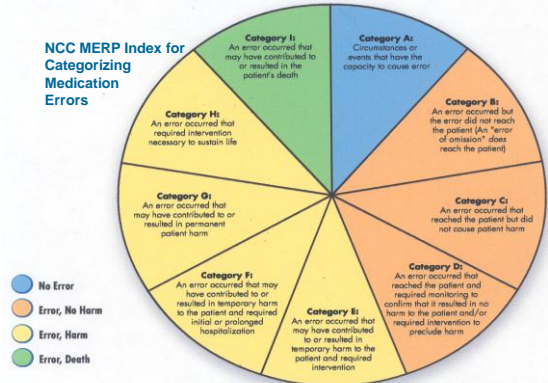 NCC MERP Index for
Categorizing
Medication
Errors
Category I:
An error occurred that
may have contributed to
or resulted in the
patient's death
Category A:
Circumstances or
events that have the
capacity to cause error
Category B:
An error occurred but
the error did not reach
the patient (An "error
of omission" does
reach the patient)
Category C:
An error occurred that
reached the patient but did
not cause patient harm
Category D:
An error occurred that
reached the patient and
required monitoring to
confirm that it resulted in no
harm to the patient and/or
required intervention to
preclude harm
Category E:
An error occurred that
may have contributed
to or resulted in
temporary harm to the
patient and required
intervention
Category F:
An error occurred that may
have contributed to or
resulted in temporary harm
to the patient and required
initial or prolonged
hospitalization
Category G:
An error occurred that
may have contributed to or
resulted in permanent
patient harm
Category H:
An error occurred that
required intervention
necessary to sustain life
No Error
Error, No Harm
Error, Harm
Error, Death